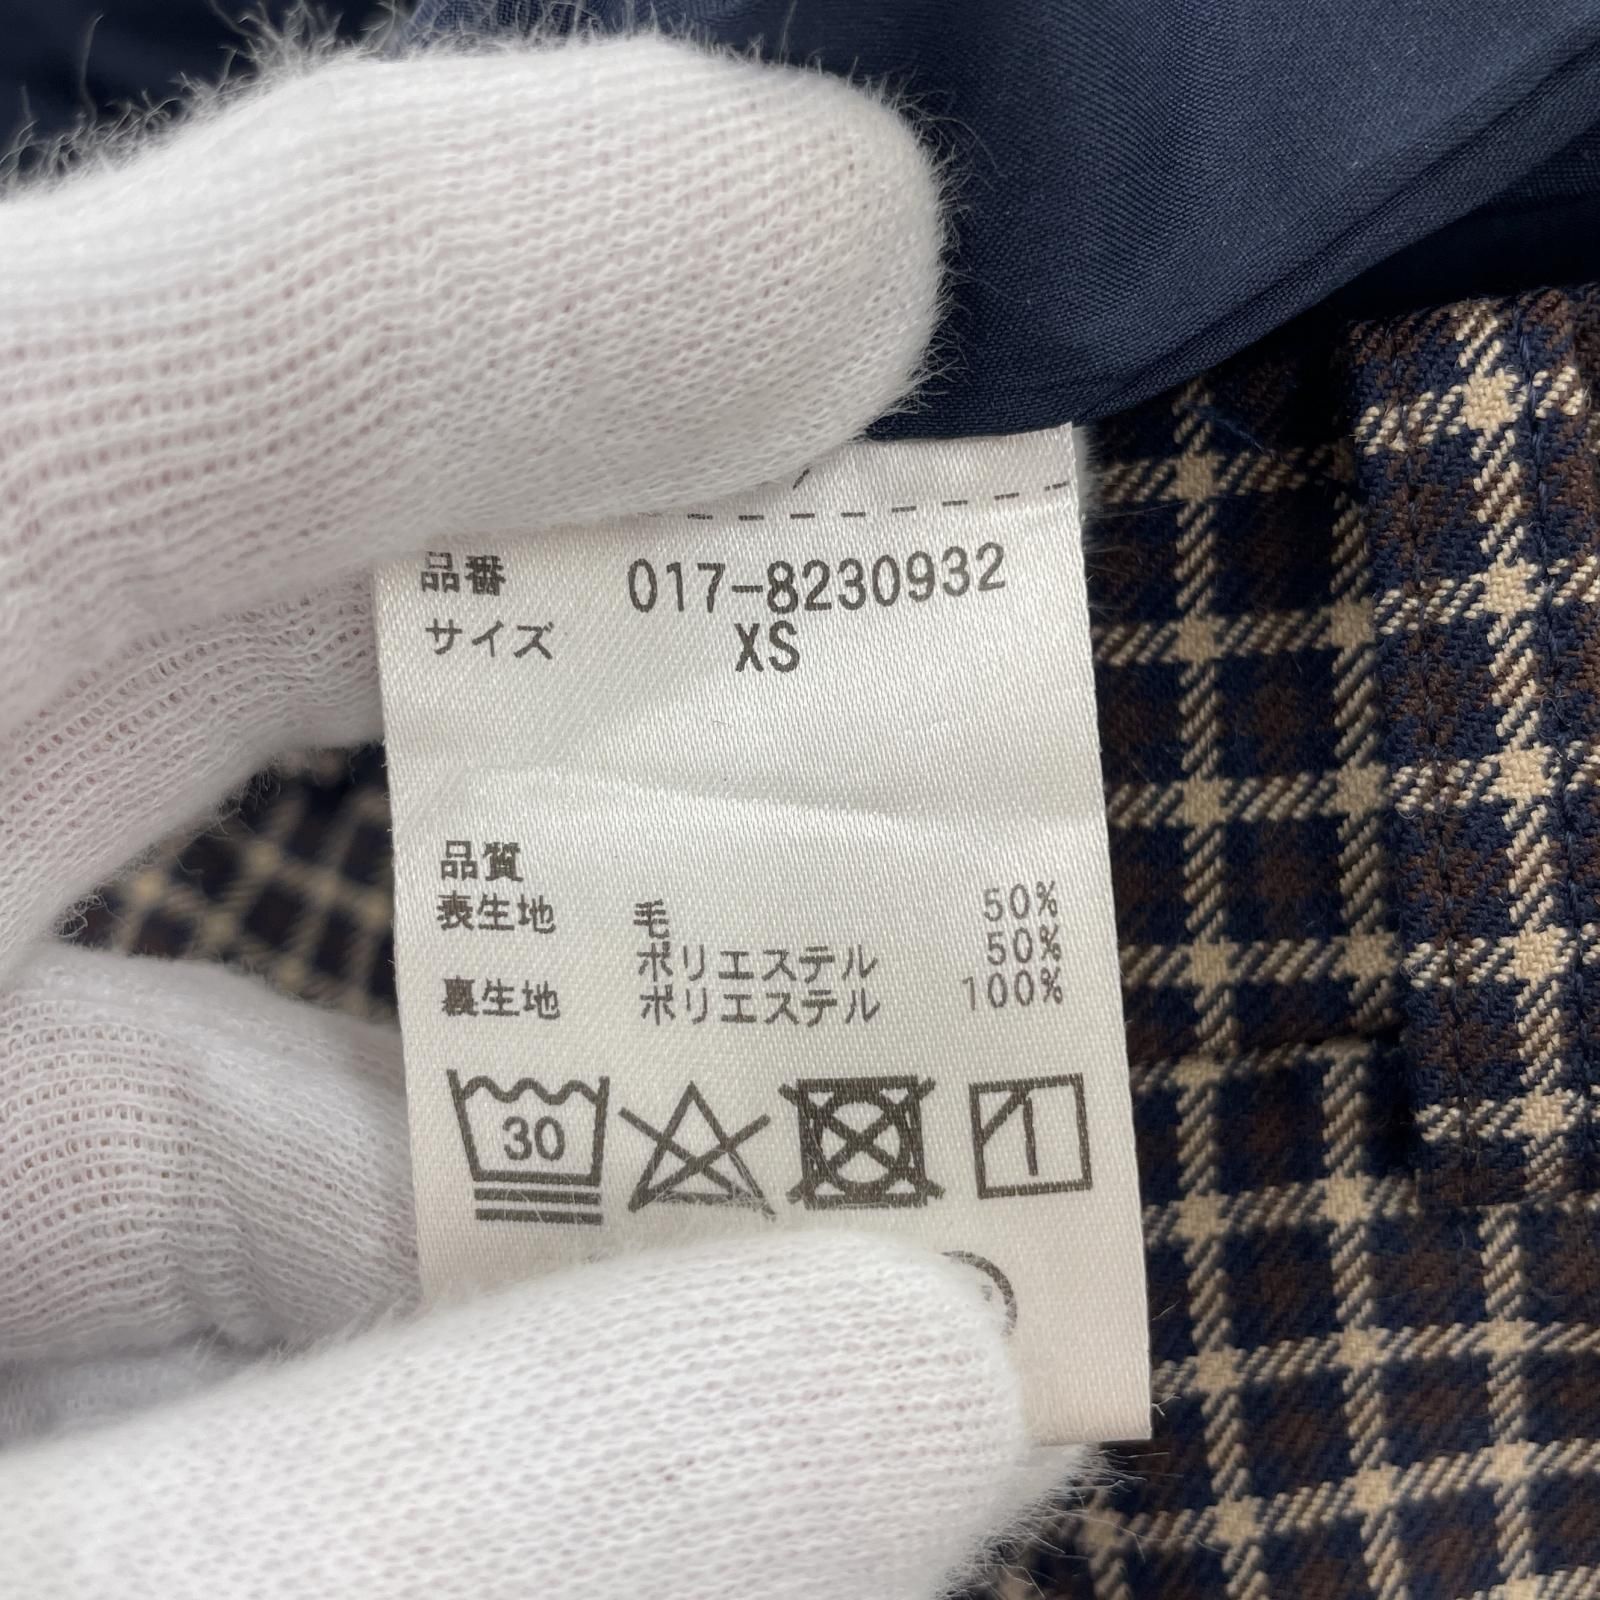 品番 017-8230932
サイズ XS
品質
表生地 毛 50%
ポリエステル 50%
裏生地 ポリエステル 100%
30